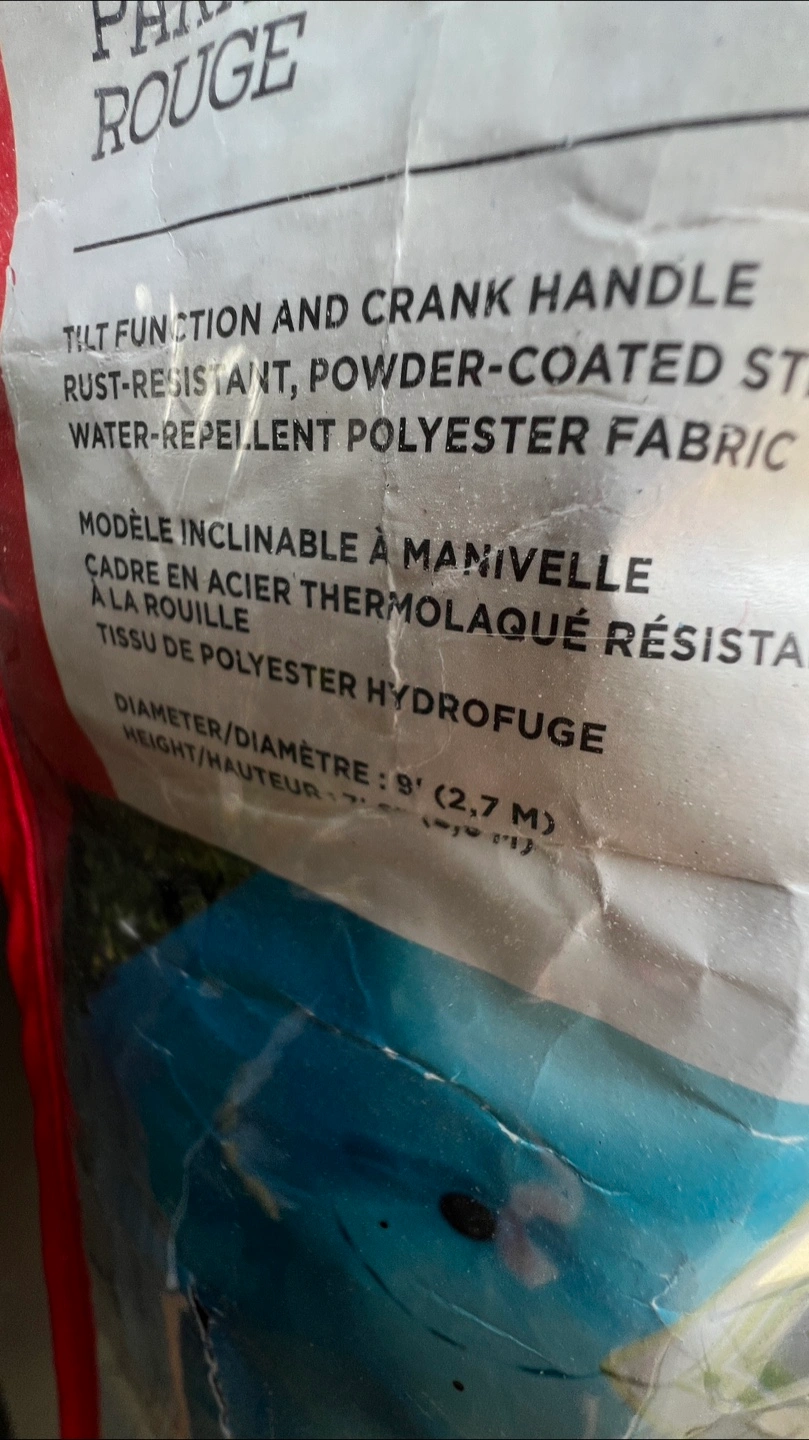 ROUGE
TILT FUNCTION AND CRANK HANDLE
RUST-RESISTANT, POWDER-COATED
WATER-REPELLENT POLYESTER FABRIC
MODÈLE INCLINABLE À MANIVELLE
CADRE EN ACIER THERMOLAQUÉ
À LA ROUILLE
TISSU DE POLYESTER HYDROFUGE
DIAMETER/DIAMÈTRE : 9' (2,7 M)
HEIGHT/HAUTEUR :